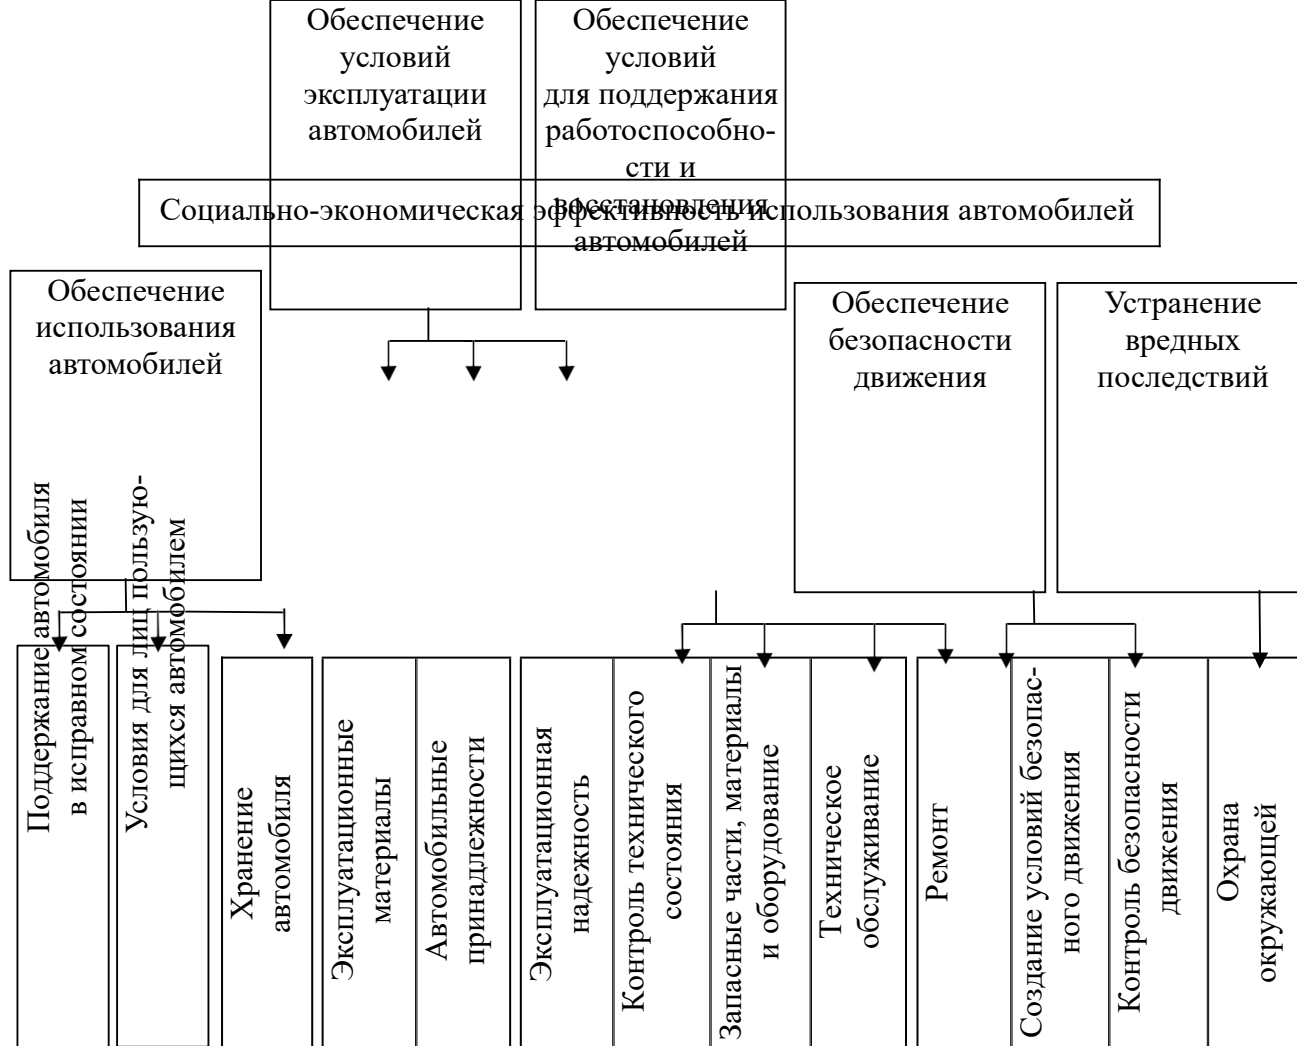 Обеспечение
условий
эксплуатации
автомобилей
Обеспечение
условий
для поддержания
работоспособно-
сти и
восстановления
автомобилей
Социально-экономическая эффективность использования автомобилей
Обеспечение
использования
автомобилей
Обеспечение
безопасности
движения
Устранение
вредных
последствий
Поддержание автомобиля
в исправном состоянии
Условия для лиц пользую-
щихся автомобилем
Хранение
автомобиля
Эксплуатационные
материалы
Автомобильные
принадлежности
Эксплуатационная
надежность
Контроль технического
состояния
Запасные части, материалы
и оборудование
Техническое
обслуживание
Ремонт
Создание условий безопас-
ного движения
Контроль безопасности
движения
Охрана
окружающей